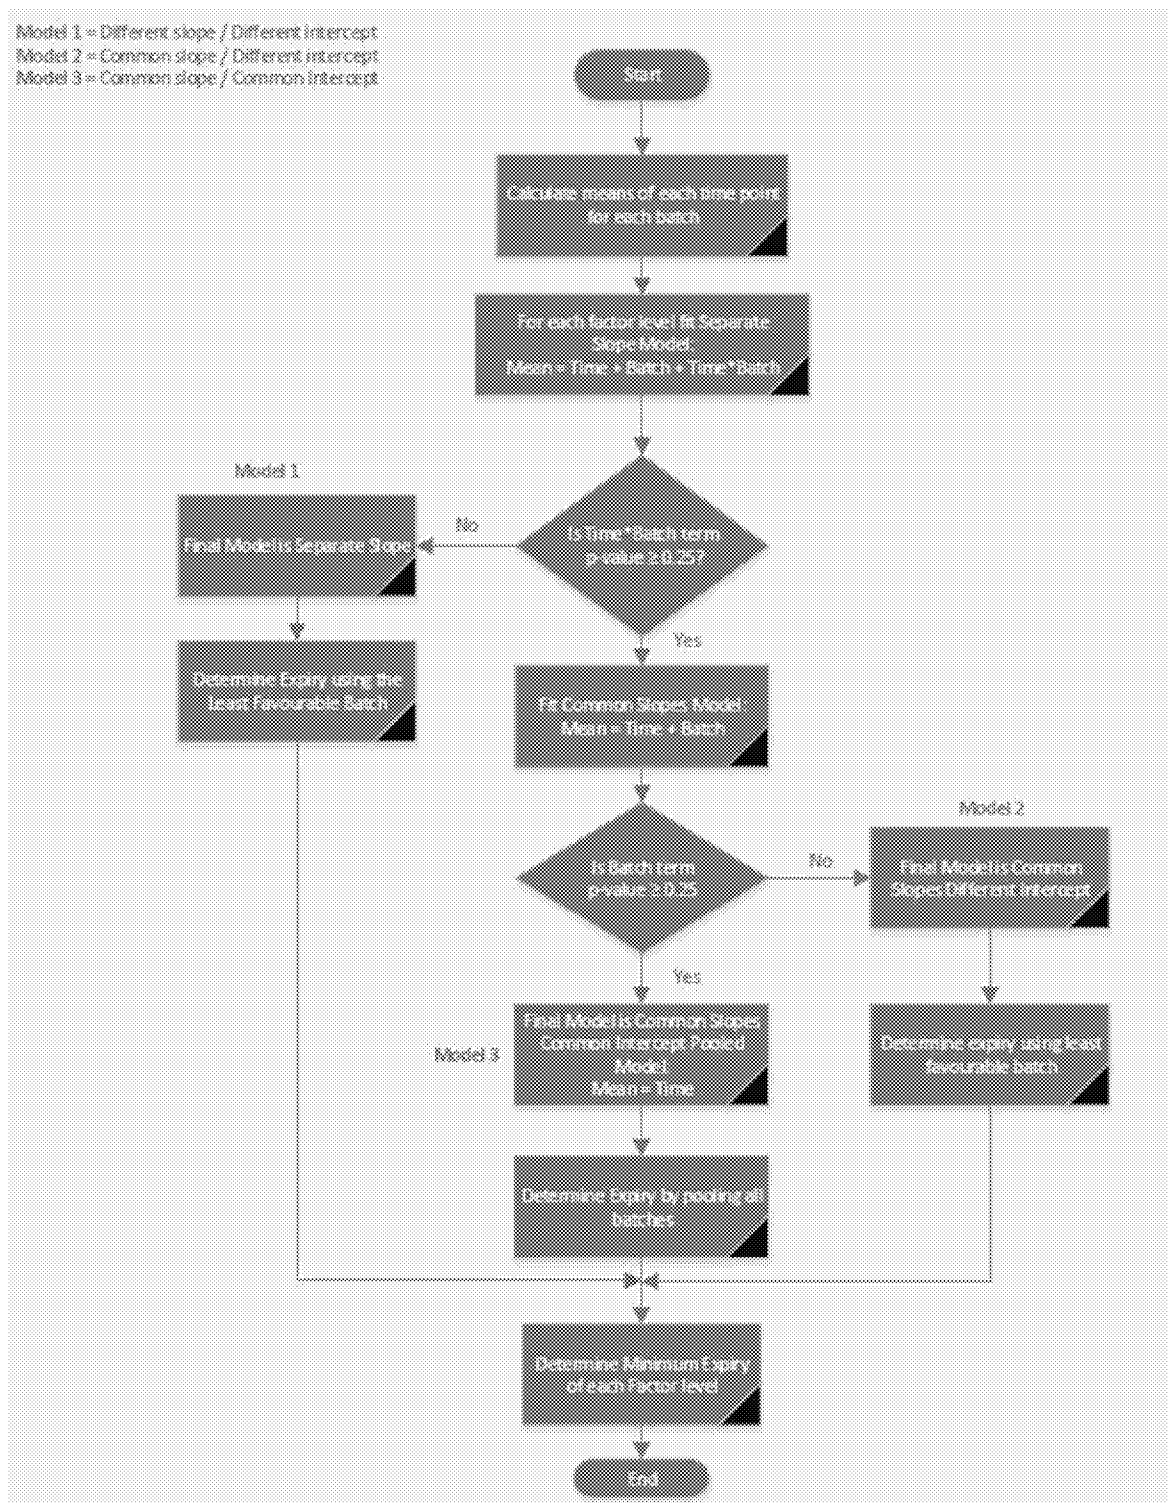 Model 1 = Different slope / Different intercept
Model 2 = Common slope / Different intercept
Model 3 = Common slope / Common Intercept
Start
Calculate means of each time point
for each batch
For each factor level fit Separate
Slope Model
Mean = Time + Batch + Time*Batch
Is Time*Batch term
p-value ≥ 0.25?
No
Model 1
Final Model is Separate Slope
Determine Expiry using the
Least Favourable Batch
Yes
Fit Common Slopes Model
Mean = Time + Batch
Is Batch term
p-value ≥ 0.25
No
Model 2
Final Model is Common
Slopes Different Intercept
Determine expiry using least
favourable batch
Yes
Model 3
Final Model is Common Slopes
Common Intercept Pooled
Model
Mean = Time
Determine Expiry by pooling all
batches
Determine Minimum Expiry
of each Factor level
End